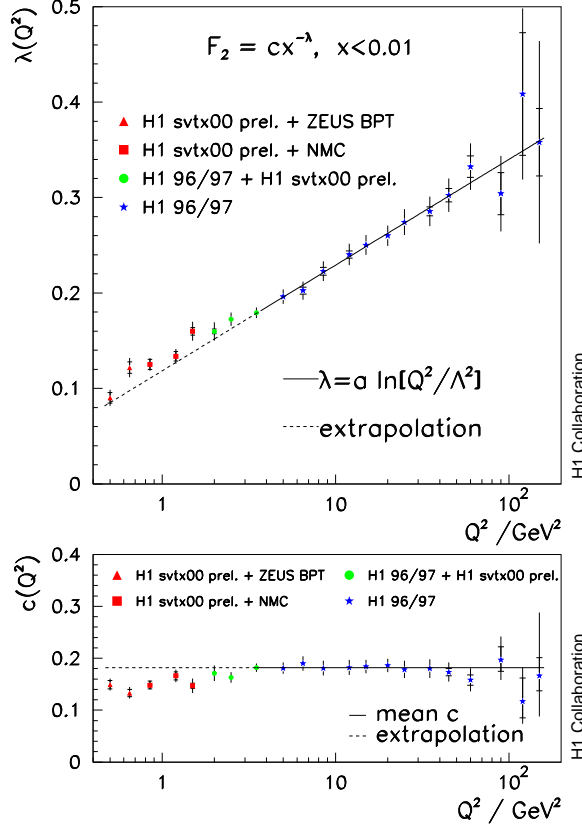 λ(Q²)
F₂ = cx^-λ, x<0.01
H1 svtx00 prel. + ZEUS BPT
H1 svtx00 prel. + NMC
H1 96/97 + H1 svtx00 prel.
H1 96/97
λ=a ln[Q²/Λ²]
extrapolation
0.5
0.4
0.3
0.2
0.1
0
1
10
10²
Q² /GeV²
H1 Collaboration
c(Q²)
H1 svtx00 prel. + ZEUS BPT
H1 96/97 + H1 svtx00 prel.
H1 svtx00 prel. + NMC
H1 96/97
mean c
extrapolation
0.4
0.3
0.2
0.1
0
1
10
10²
Q² /GeV²
H1 Collaboration